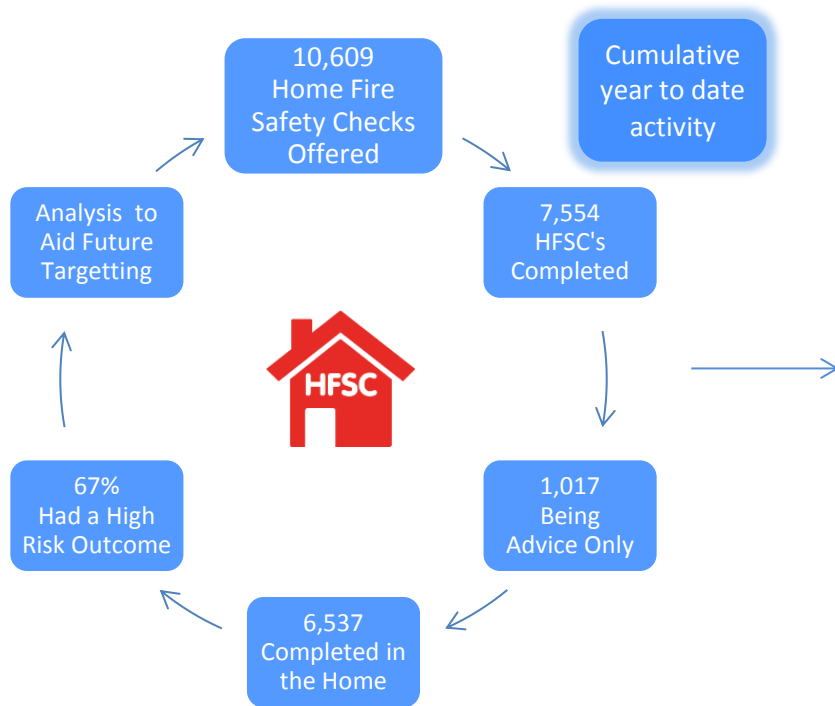 10,609
Home Fire
Safety Checks
Offered
Cumulative
year to date
activity
7,554
HFSC's
Completed
1,017
Being
Advice Only
6,537
Completed in
the Home
67%
Had a High
Risk Outcome
Analysis to
Aid Future
Targetting
HFSC